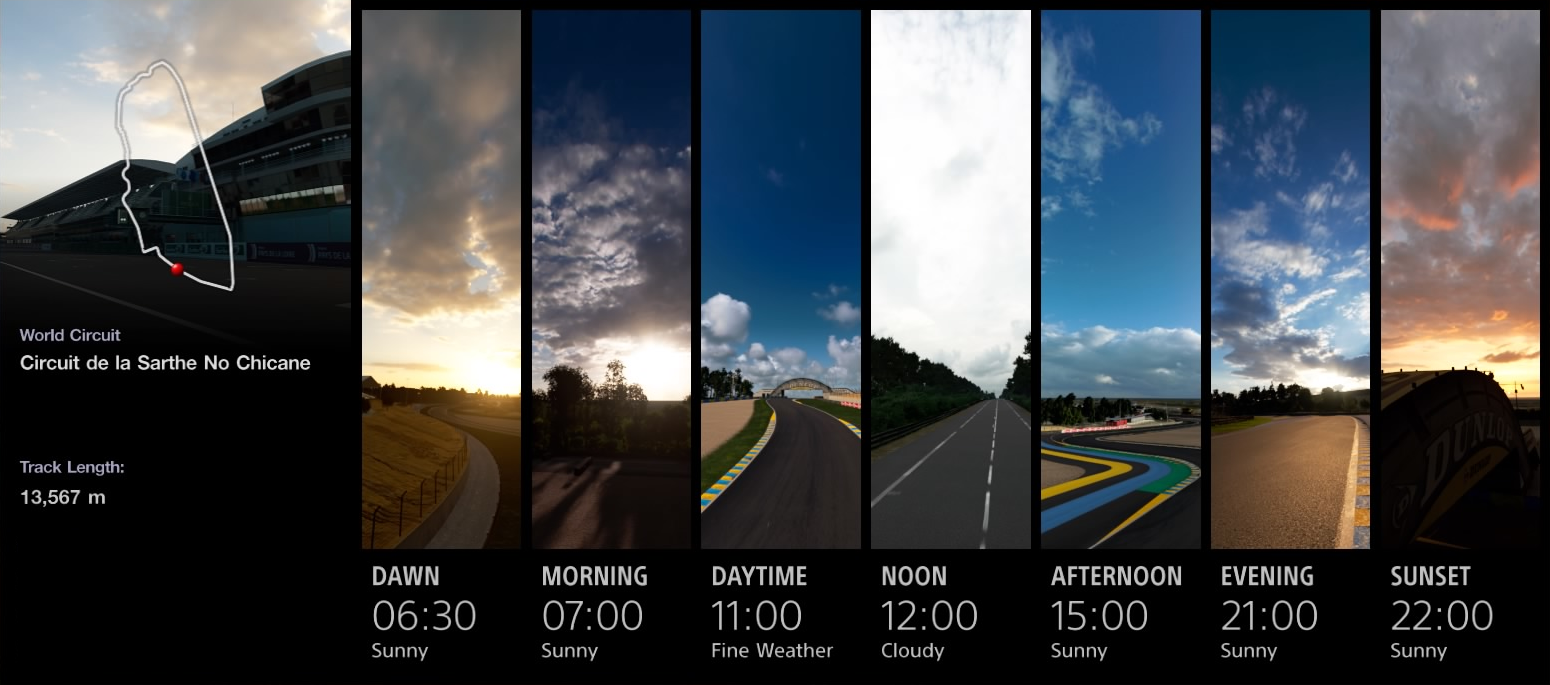 World Circuit
Circuit de la Sarthe No Chicane
Track Length:
13,567 m
DAWN
06:30
Sunny
MORNING
07:00
Sunny
DAYTIME
11:00
Fine Weather
NOON
12:00
Cloudy
AFTERNOON
15:00
Sunny
EVENING
21:00
Sunny
SUNSET
22:00
Sunny
DUNLOP